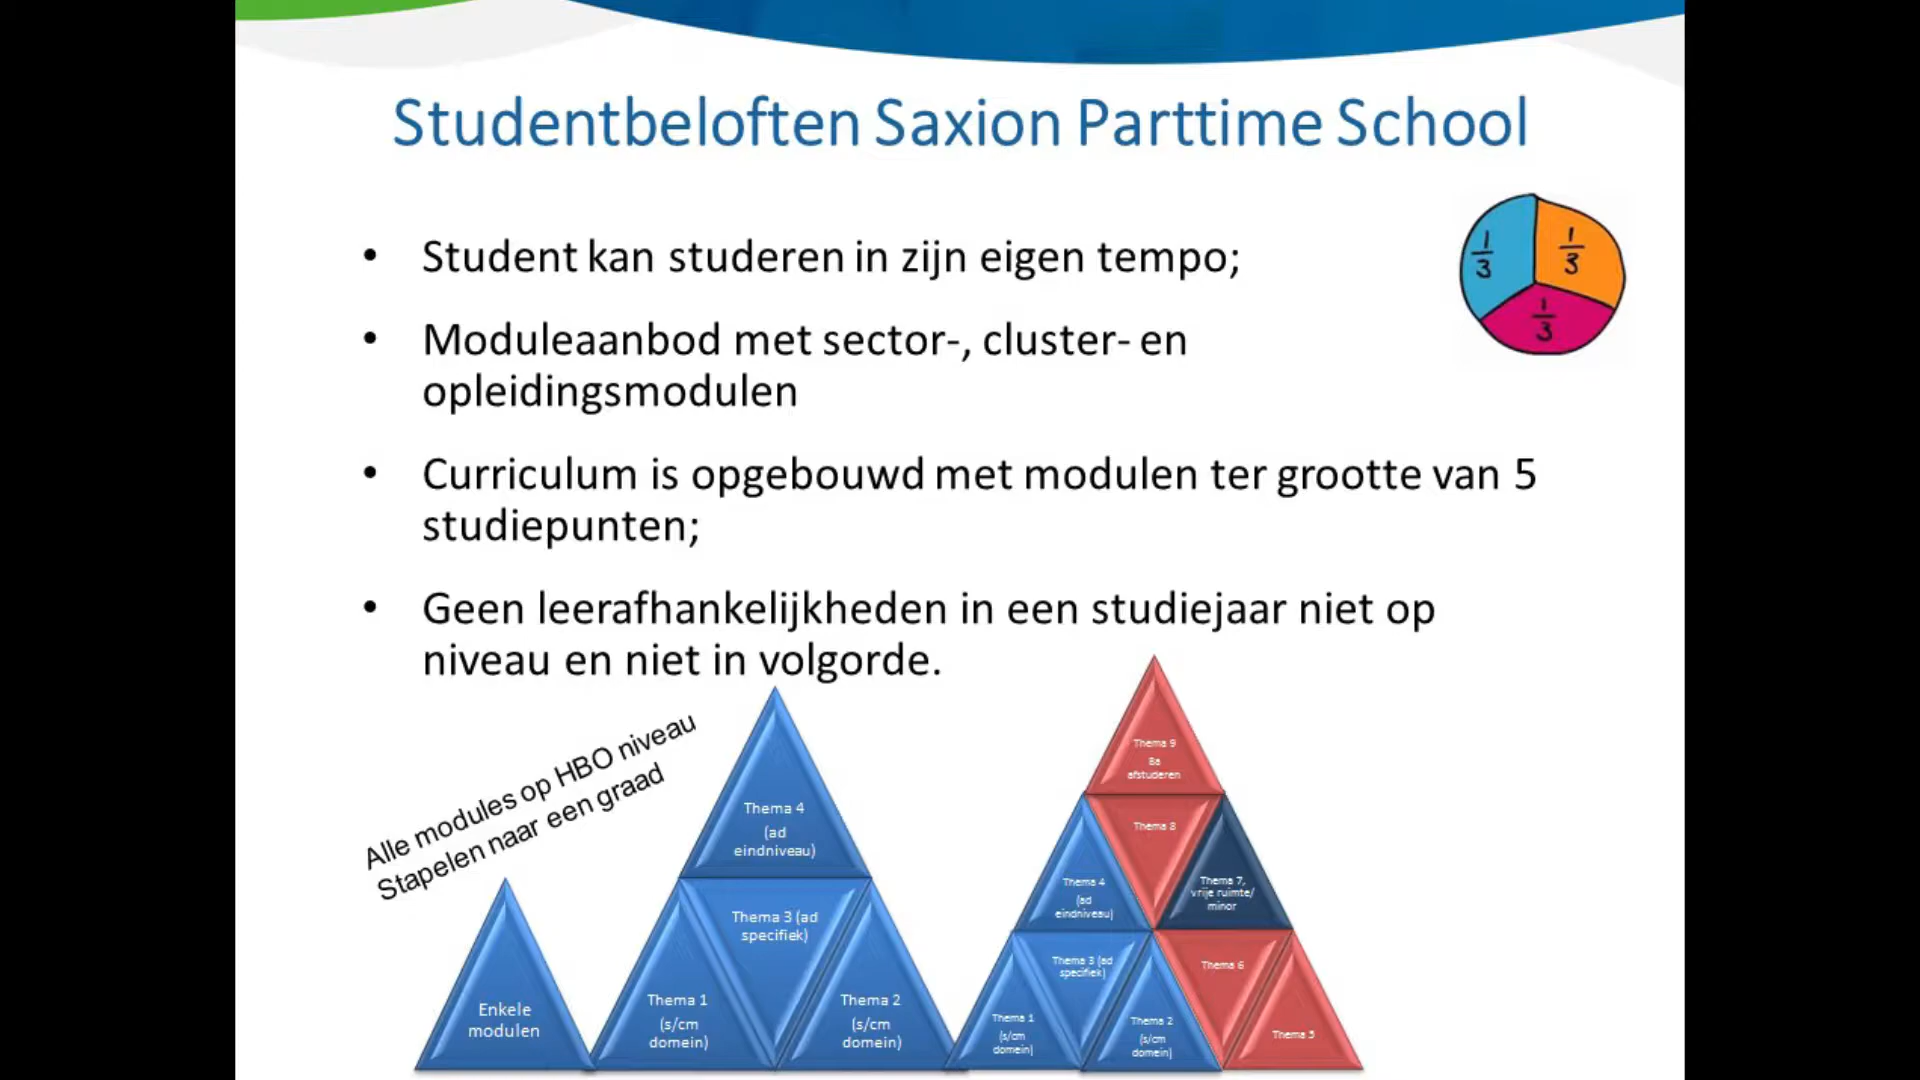 Studentbeloften Saxion Parttime School
• Student kan studeren in zijn eigen tempo;
1/3
1/3
1/3
• Moduleaanbod met sector-, cluster- en
opleidingsmodulen
• Curriculum is opgebouwd met modulen ter grootte van 5
studiepunten;
• Geen leerafhankelijkheden in een studiejaar niet op
niveau en niet in volgorde.
Alle modules op HBO niveau
Stapelen naar een graad
Enkele
modulen
Thema 4
(ad
eindniveau)
Thema 3 (ad
specifiek)
Thema 1
(s/cm
domein)
Thema 2
(s/cm
domein)
Thema 9
Ba
afstuderen
Thema 8
Thema 4
(ad
eindniveau)
Thema 7,
vrije ruimte/
minor
Thema 3 (ad
specifiek)
Thema 6
Thema 1
(s/cm
domein)
Thema 2
(s/cm
domein)
Thema 5